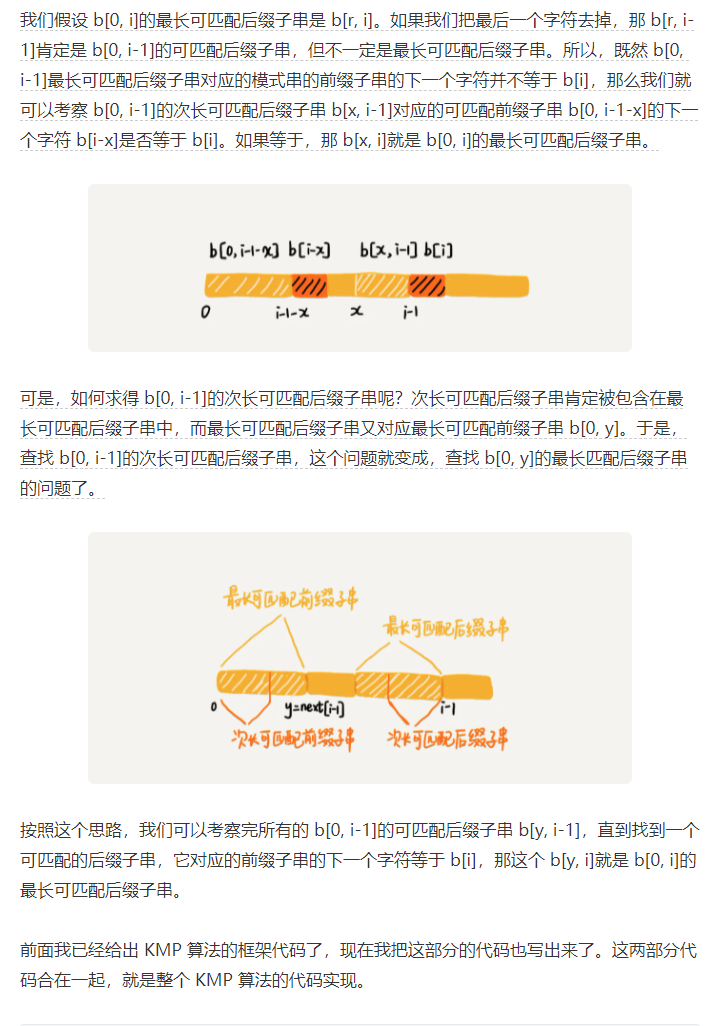 我们假设 b[0, i]的最长可匹配后缀子串是 b[r, i]。如果我们把最后一个字符去掉，那 b[r, i-
1]肯定是 b[0, i-1]的可匹配后缀子串，但不一定是最长可匹配后缀子串。所以，既然 b[0,
i-1]最长可匹配后缀子串对应的模式串的前缀子串的下一个字符并不等于 b[i]，那么我们就
可以考察 b[0, i-1]的次长可匹配后缀子串 b[x, i-1]对应的可匹配前缀子串 b[0, i-1-x]的下一
个字符 b[i-x]是否等于 b[i]。如果等于，那 b[x, i]就是 b[0, i]的最长可匹配后缀子串。
b[0,i-1-x] b[i-x] b[x,i-1] b[i]
0 i-1-x x i-1
可是，如何求得 b[0, i-1]的次长可匹配后缀子串呢？次长可匹配后缀子串肯定被包含在最
长可匹配后缀子串中，而最长可匹配后缀子串又对应最长可匹配前缀子串 b[0, y]。于是，
查找 b[0, i-1]的次长可匹配后缀子串，这个问题就变成，查找 b[0, y]的最长匹配后缀子串
的问题了。
最长可匹配前缀子串
最长可匹配后缀子串
0 y=next[i-1] i-1
次长可匹配前缀子串 次长可匹配后缀子串
按照这个思路，我们可以考察完所有的 b[0, i-1]的可匹配后缀子串 b[y, i-1]，直到找到一个
可匹配的后缀子串，它对应的前缀子串的下一个字符等于 b[i]，那这个 b[y, i]就是 b[0, i]的
最长可匹配后缀子串。
前面我已经给出 KMP 算法的框架代码了，现在我把这部分的代码也写出来了。这两部分代
码合在一起，就是整个 KMP 算法的代码实现。